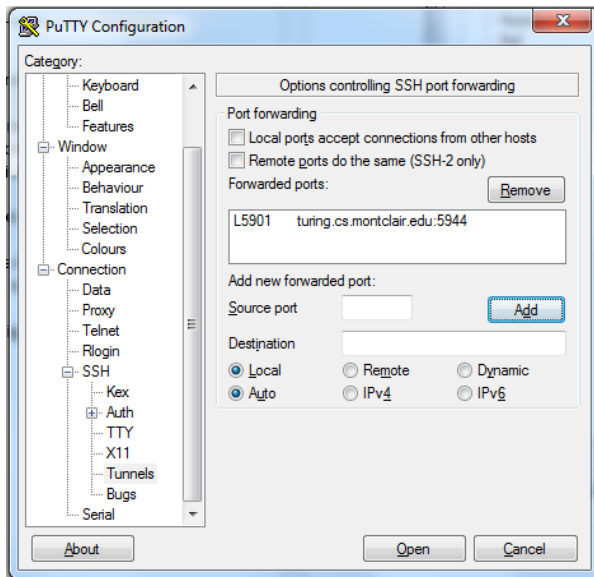 PuTTY Configuration
Category:
Keyboard
Bell
Features
Window
Appearance
Behaviour
Translation
Selection
Colours
Connection
Data
Proxy
Telnet
Rlogin
SSH
Kex
Auth
TTY
X11
Tunnels
Bugs
Serial
Options controlling SSH port forwarding
Port forwarding
Local ports accept connections from other hosts
Remote ports do the same (SSH-2 only)
Forwarded ports:
Remove
L5901 turing.cs.montclair.edu:5944
Add new forwarded port:
Source port
Add
Destination
Local Remote Dynamic
Auto IPv4 IPv6
About Open Cancel